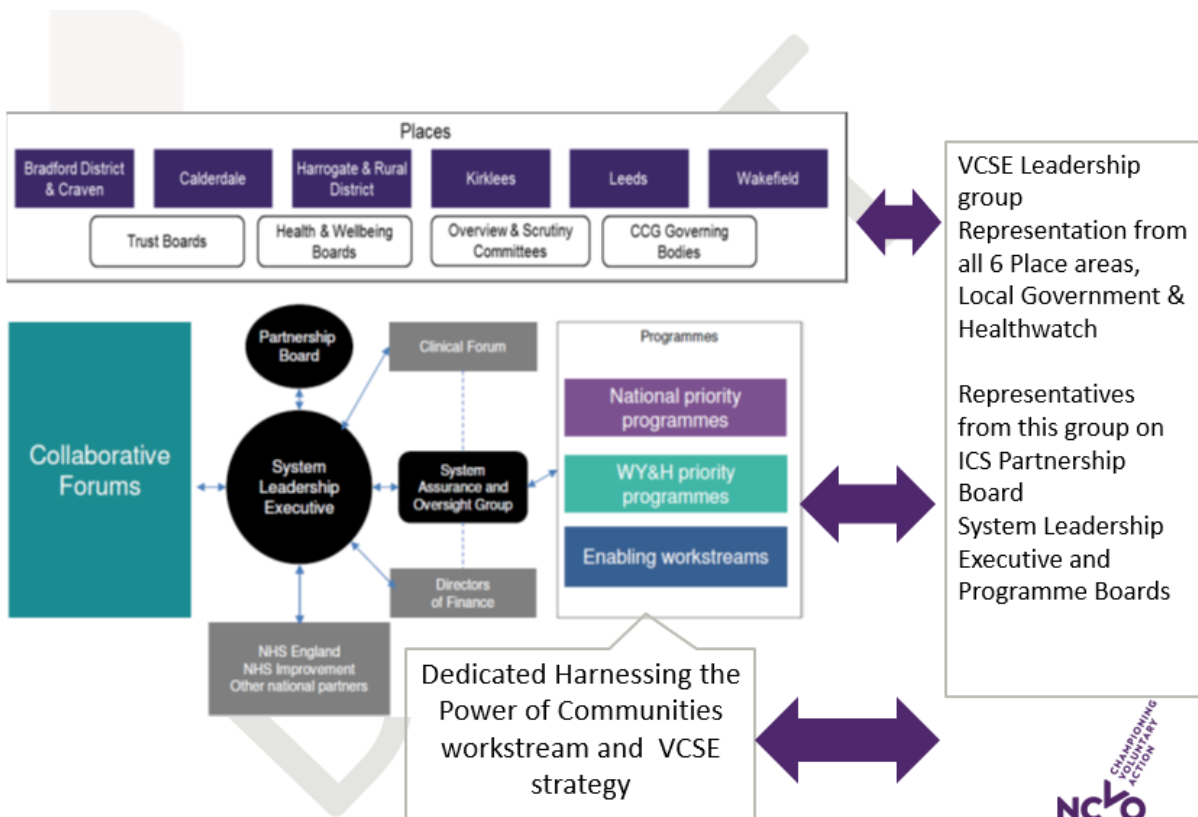 Places
Bradford District
& Craven
Calderdale
Harrogate & Rural
District
Kirklees
Leeds
Wakefield
Trust Boards
Health & Wellbeing
Boards
Overview & Scrutiny
Committees
CCG Governing
Bodies
VCSE Leadership
group
Representation from
all 6 Place areas,
Local Government &
Healthwatch
Representatives
from this group on
ICS Partnership
Board
System Leadership
Executive and
Programme Boards
Collaborative
Forums
Partnership
Board
System
Leadership
Executive
NHS England
NHS Improvement
Other national partners
Clinical Forum
System
Assurance and
Oversight Group
Directors
of Finance
Programmes
National priority
programmes
WY&H priority
programmes
Enabling workstreams
Dedicated Harnessing the
Power of Communities
workstream and VCSE
strategy
CHAMPIONING
VOLUNTARY
ACTION
NCVO